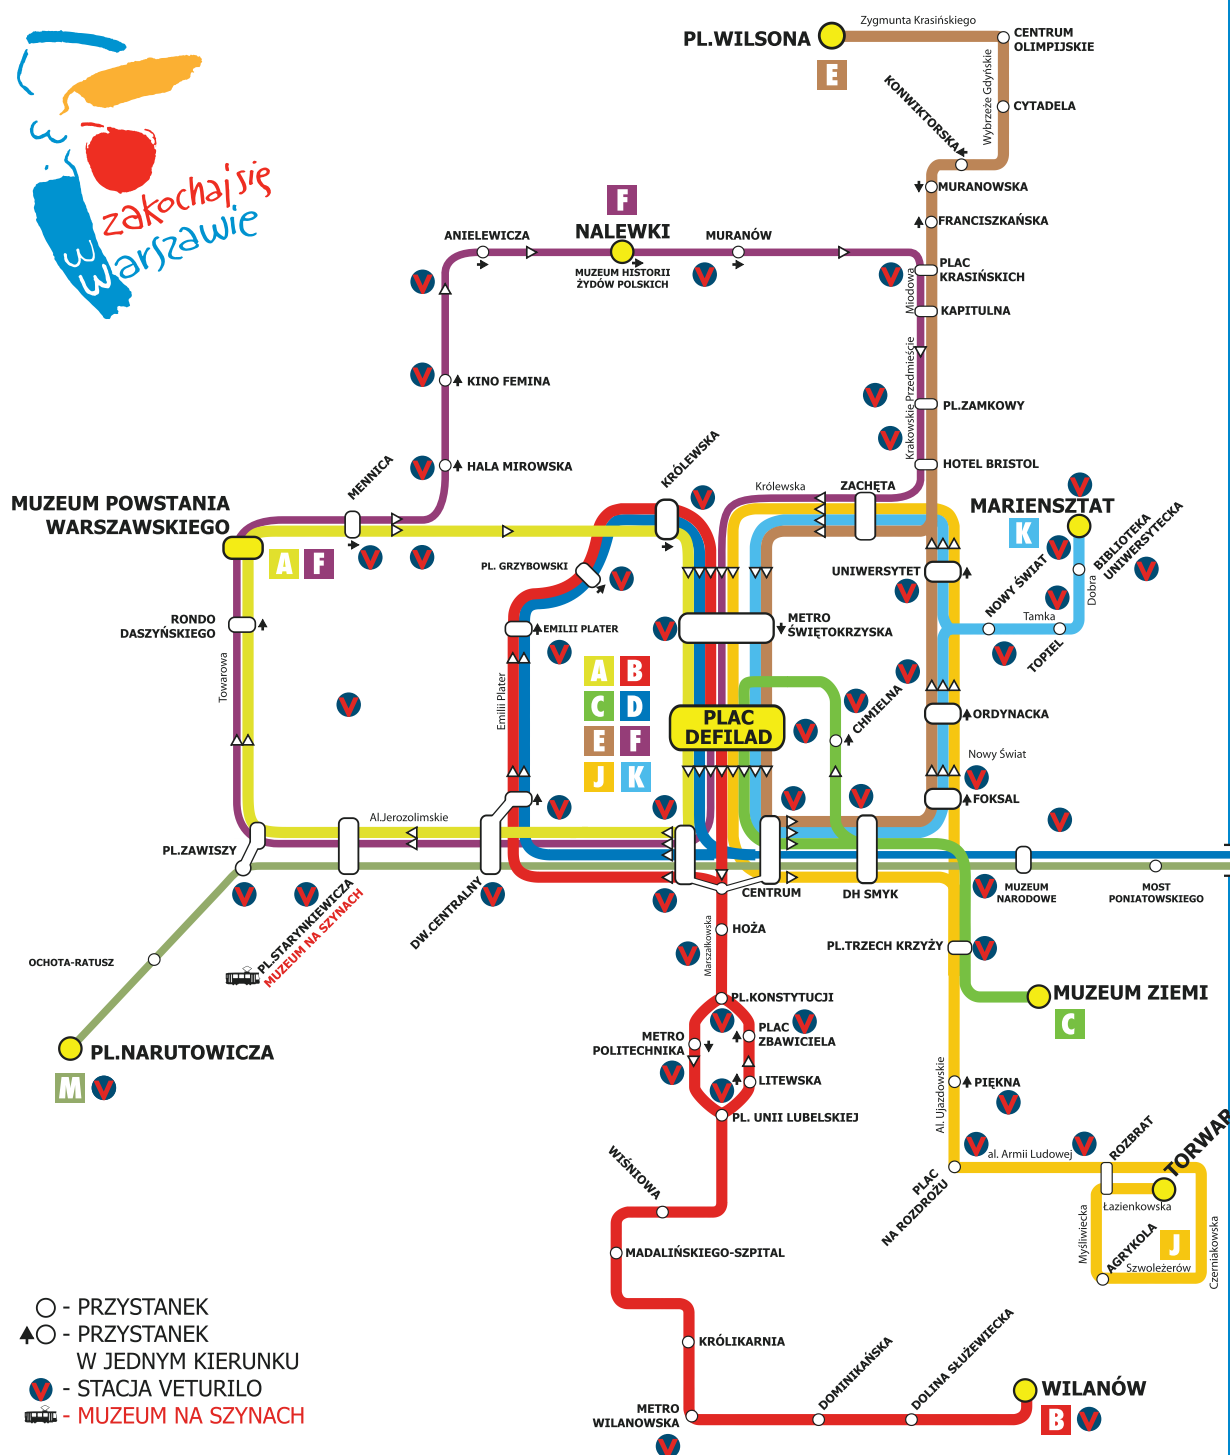 zakochaj się
w warszawie
PL.WILSONA
E
Zygmunta Krasińskiego
CENTRUM
OLIMPIJSKIE
Wybrzeże Gdyńskie
CYTADELA
KONWIKTORSKA
MURANOWSKA
FRANCISZKAŃSKA
F
NALEWKI
MUZEUM HISTORII
ŻYDÓW POLSKICH
ANIELEWICZA
MURANÓW
PLAC
KRASIŃSKICH
Miodowa
KAPITULNA
Krakowskie Przedmieście
PL.ZAMKOWY
HOTEL BRISTOL
KINO FEMINA
HALA MIROWSKA
MENNICA
KRÓLEWSKA
Królewska
ZACHĘTA
MUZEUM POWSTANIA
WARSZAWSKIEGO
A F
MARIENSZTAT
K
BIBLIOTEKA
UNIWERSYTECKA
NOWY ŚWIAT
Dobra
Tamka
TOPIEL
UNIWERSYTET
PL. GRZYBOWSKI
RONDO
DASZYŃSKIEGO
EMILII PLATER
METRO
ŚWIĘTOKRZYSKA
Towarowa
Emilii Plater
A B
C D
E F
J K
PLAC
DEFILAD
CHMIELNA
ORDYNACKA
Nowy Świat
FOKSAL
Al.Jerozolimskie
PL.ZAWISZY
PL.STARYNKIEWICZA
MUZEUM NA SZYNACH
DW.CENTRALNY
CENTRUM
DH SMYK
MUZEUM
NARODOWE
MOST
PONIATOWSKIEGO
Marszałkowska
HOŻA
PL.TRZECH KRZYŻY
OCHOTA-RATUSZ
PL.NARUTOWICZA
M
MUZEUM ZIEMI
C
PL.KONSTYTUCJI
METRO
POLITECHNIKA
PLAC
ZBAWICIELA
LITEWSKA
PL. UNII LUBELSKIEJ
Al. Ujazdowskie
PIĘKNA
al. Armii Ludowej
PLAC
NA ROZDROŻU
ROZBRAT
TORWAR
Łazienkowska
Myśliwiecka
AGRYKOLA
J
Szwoleżerów
Czerniakowska
WIŚNIOWA
MADALIŃSKIEGO-SZPITAL
KRÓLIKARNIA
METRO
WILANOWSKA
DOMINIKAŃSKA
DOLINA SŁUŻEWIECKA
WILANÓW
B
- PRZYSTANEK
- PRZYSTANEK
W JEDNYM KIERUNKU
- STACJA VETURILO
- MUZEUM NA SZYNACH